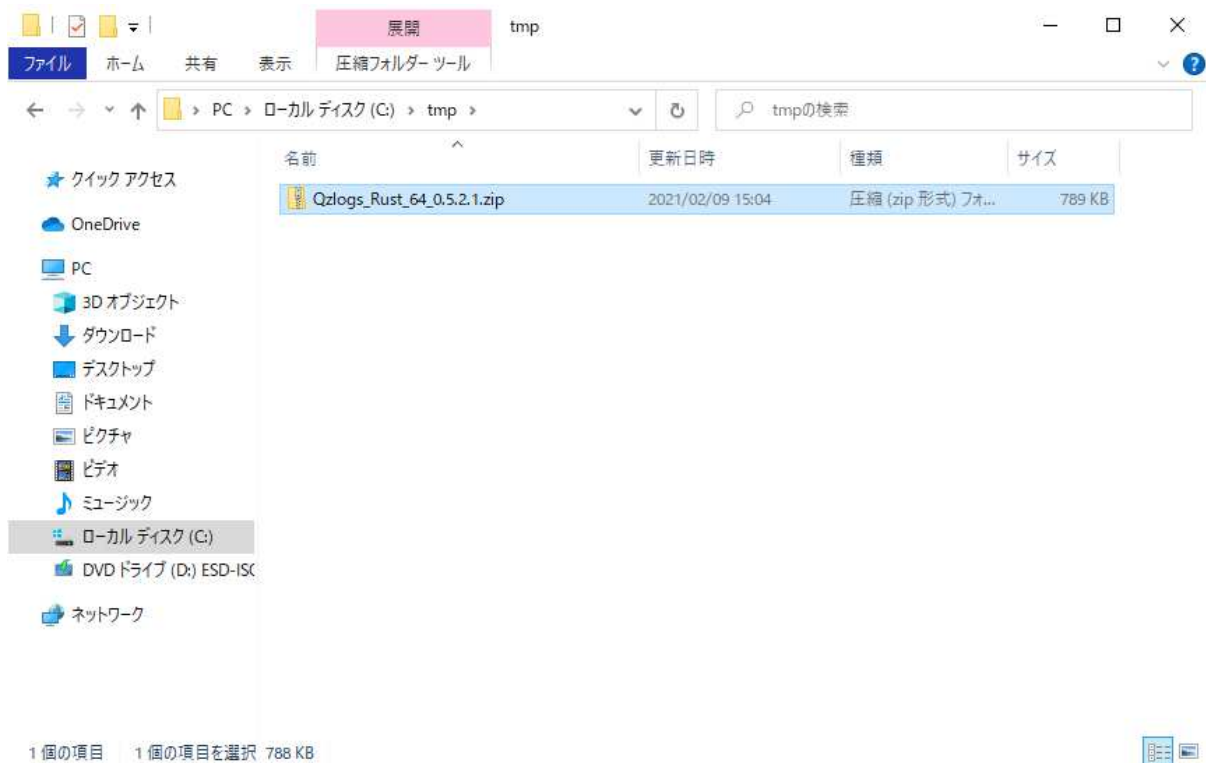 展開
tmp
ファイル
ホーム
共有
表示
圧縮フォルダー ツール
PC
ローカル ディスク (C:)
tmp
tmpの検索
名前
更新日時
種類
サイズ
Qzlogs_Rust_64_0.5.2.1.zip
2021/02/09 15:04
圧縮 (zip 形式) フォ...
789 KB
クイック アクセス
OneDrive
PC
3D オブジェクト
ダウンロード
デスクトップ
ドキュメント
ピクチャ
ビデオ
ミュージック
ローカル ディスク (C:)
DVD ドライブ (D:) ESD-ISO
ネットワーク
1 個の項目
1 個の項目を選択 788 KB